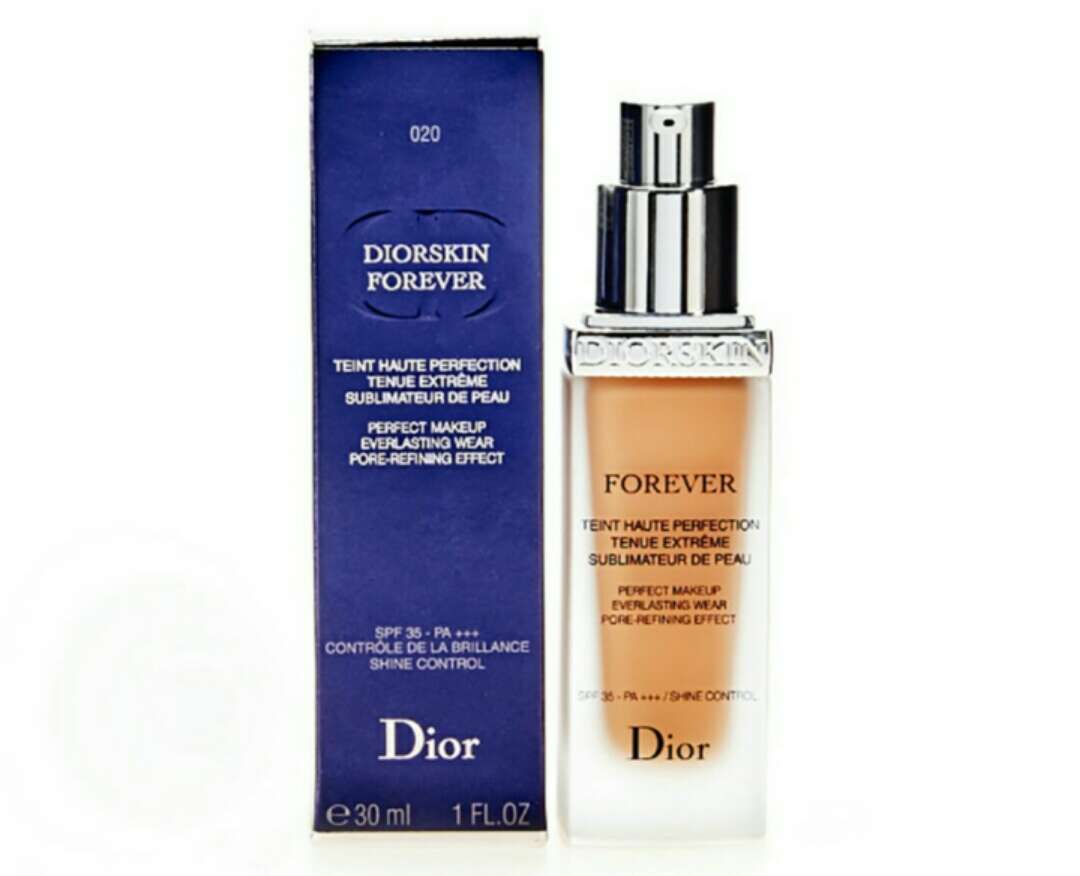 020
DIORSKIN
FOREVER
TEINT HAUTE PERFECTION
TENUE EXTRÊME
SUBLIMATEUR DE PEAU
PERFECT MAKEUP
EVERLASTING WEAR
PORE-REFINING EFFECT
SPF 35 - PA +++
CONTRÔLE DE LA BRILLANCE
SHINE CONTROL
Dior
℮ 30 ml 1 FL.OZ
DIORSKIN
FOREVER
TEINT HAUTE PERFECTION
TENUE EXTRÊME
SUBLIMATEUR DE PEAU
PERFECT MAKEUP
EVERLASTING WEAR
PORE-REFINING EFFECT
SPF 35 - PA +++ / SHINE CONTROL
Dior